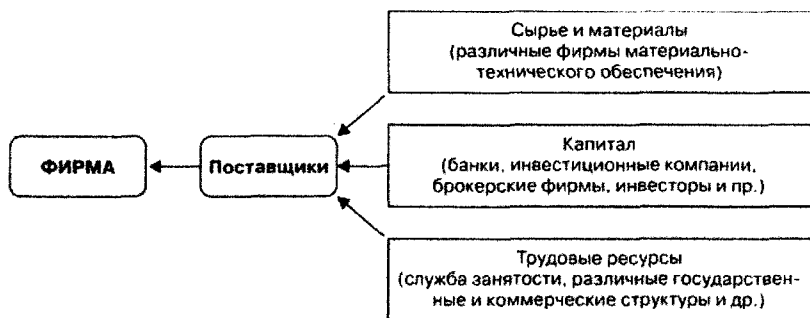 Сырье и материалы
(различные фирмы материально-
технического обеспечения)
ФИРМА
Поставщики
Капитал
(банки, инвестиционные компании,
брокерские фирмы, инвесторы и пр.)
Трудовые ресурсы
(служба занятости, различные государствен-
ные и коммерческие структуры и др.)